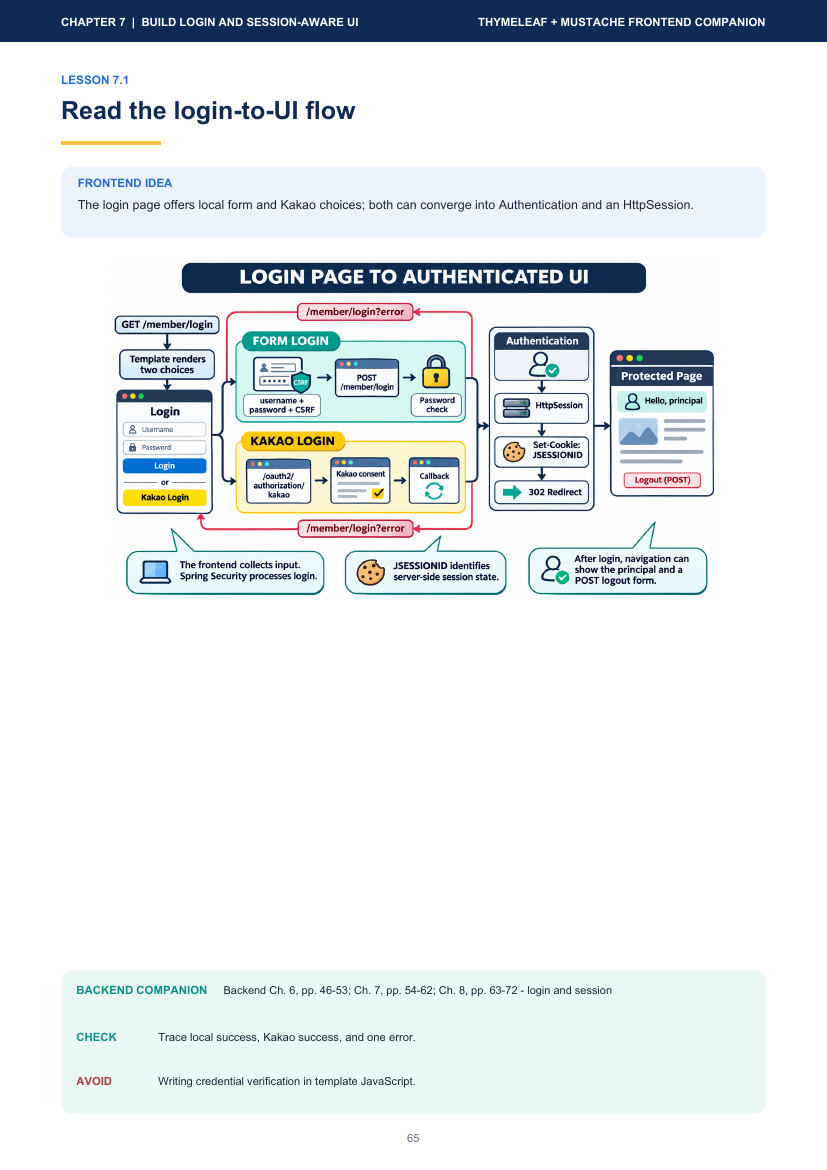 CHAPTER 7 | BUILD LOGIN AND SESSION-AWARE UI
THYMELEAF + MUSTACHE FRONTEND COMPANION
LESSON 7.1
Read the login-to-UI flow
FRONTEND IDEA
The login page offers local form and Kakao choices; both can converge into Authentication and an HttpSession.
LOGIN PAGE TO AUTHENTICATED UI
GET /member/login
Template renders
two choices
Login
Username
Password
Login
or
Kakao Login
/member/login?error
FORM LOGIN
*****
CSRF
username +
password + CSRF
POST
/member/login
Password
check
KAKAO LOGIN
/oauth2/
authorization/
kakao
Kakao consent
Callback
/member/login?error
Authentication
HttpSession
Set-Cookie:
JSESSIONID
302 Redirect
Protected Page
Hello, principal
Logout (POST)
The frontend collects input.
Spring Security processes login.
JSESSIONID identifies
server-side session state.
After login, navigation can
show the principal and a
POST logout form.
BACKEND COMPANION Backend Ch. 6, pp. 46-53; Ch. 7, pp. 54-62; Ch. 8, pp. 63-72 - login and session
CHECK Trace local success, Kakao success, and one error.
AVOID Writing credential verification in template JavaScript.
65